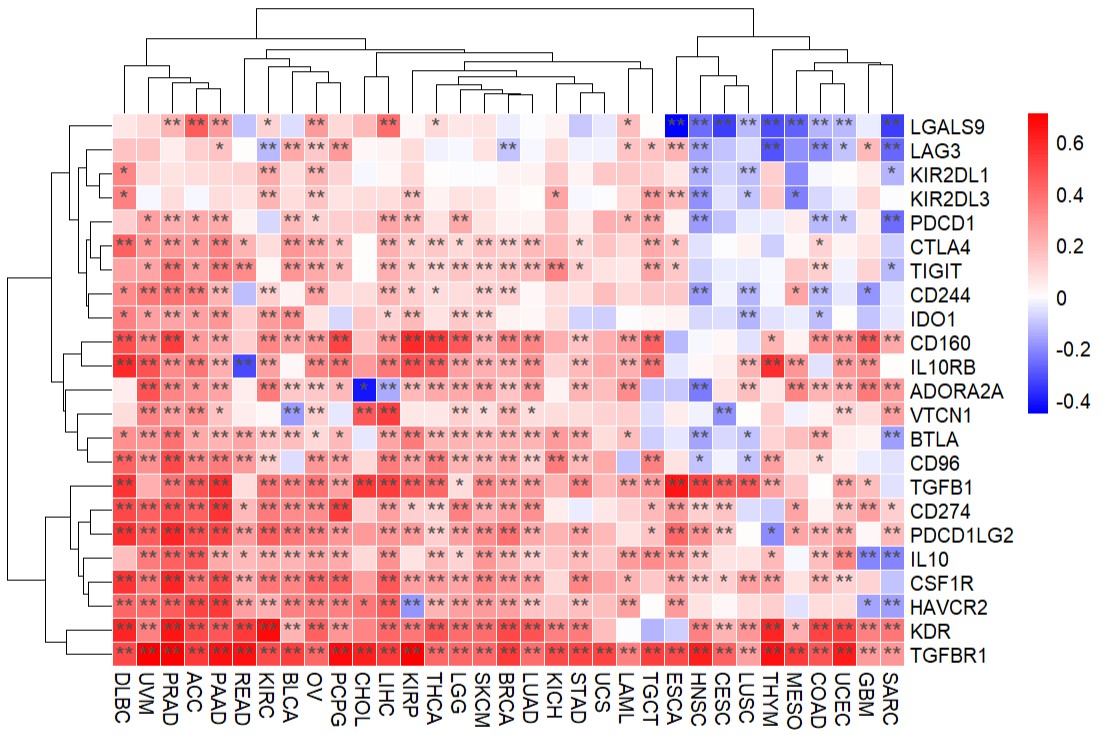 LGALS9
LAG3
KIR2DL1
KIR2DL3
PDCD1
CTLA4
TIGIT
CD244
IDO1
CD160
IL10RB
ADORA2A
VTCN1
BTLA
CD96
TGFB1
CD274
PDCD1LG2
IL10
CSF1R
HAVCR2
KDR
TGFBR1
DLBC UVM PRAD ACC PAAD READ KIRC BLCA OV PCPG CHOL LIHC KIRP THCA LGG SKCM BRCA LUAD KICH STAD UCS LAML TGCT ESCA HNSC CESC LUSC THYM MESO COAD UCEC GBM SARC
0.6
0.4
0.2
0
-0.2
-0.4